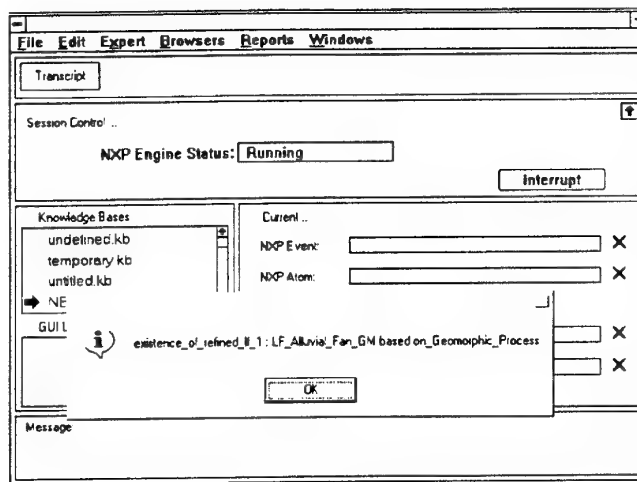 File Edit Expert Browsers Reports Windows
Transcript
Session Control ..
NXP Engine Status: Running
Interrupt
Knowledge Bases
undefined.kb
temporary.kb
untitled.kb
NE
Current ..
NXP Event:
NXP Atom:
GUI L
existence_of_refined_lf_1 : LF_Alluvial_Fan_GM based on_Geomorphic_Process
OK
Message